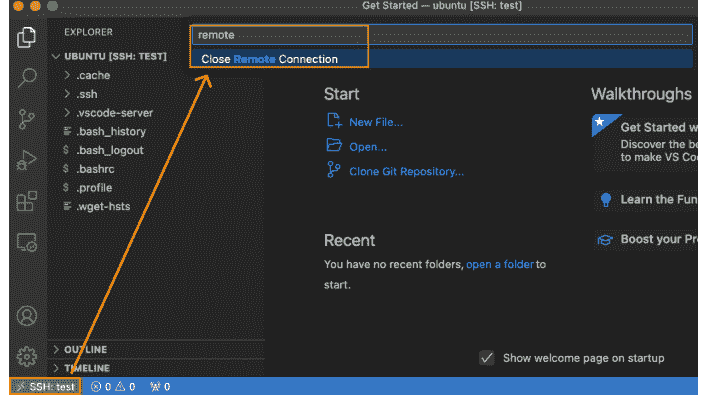 Get Started — ubuntu [SSH: test]
EXPLORER
UBUNTU [SSH: TEST]
.cache
.ssh
.vscode-server
.bash_history
.bash_logout
.bashrc
.profile
.wget-hsts
OUTLINE
TIMELINE
remote
Close Remote Connection
Start
New File...
Open...
Clone Git Repository...
Recent
You have no recent folders, open a folder to
start.
Walkthroughs
Get Started w
Discover the be
to make VS Co
Learn the Fun
Boost your Pr
Show welcome page on startup
SSH: test
0
0
0